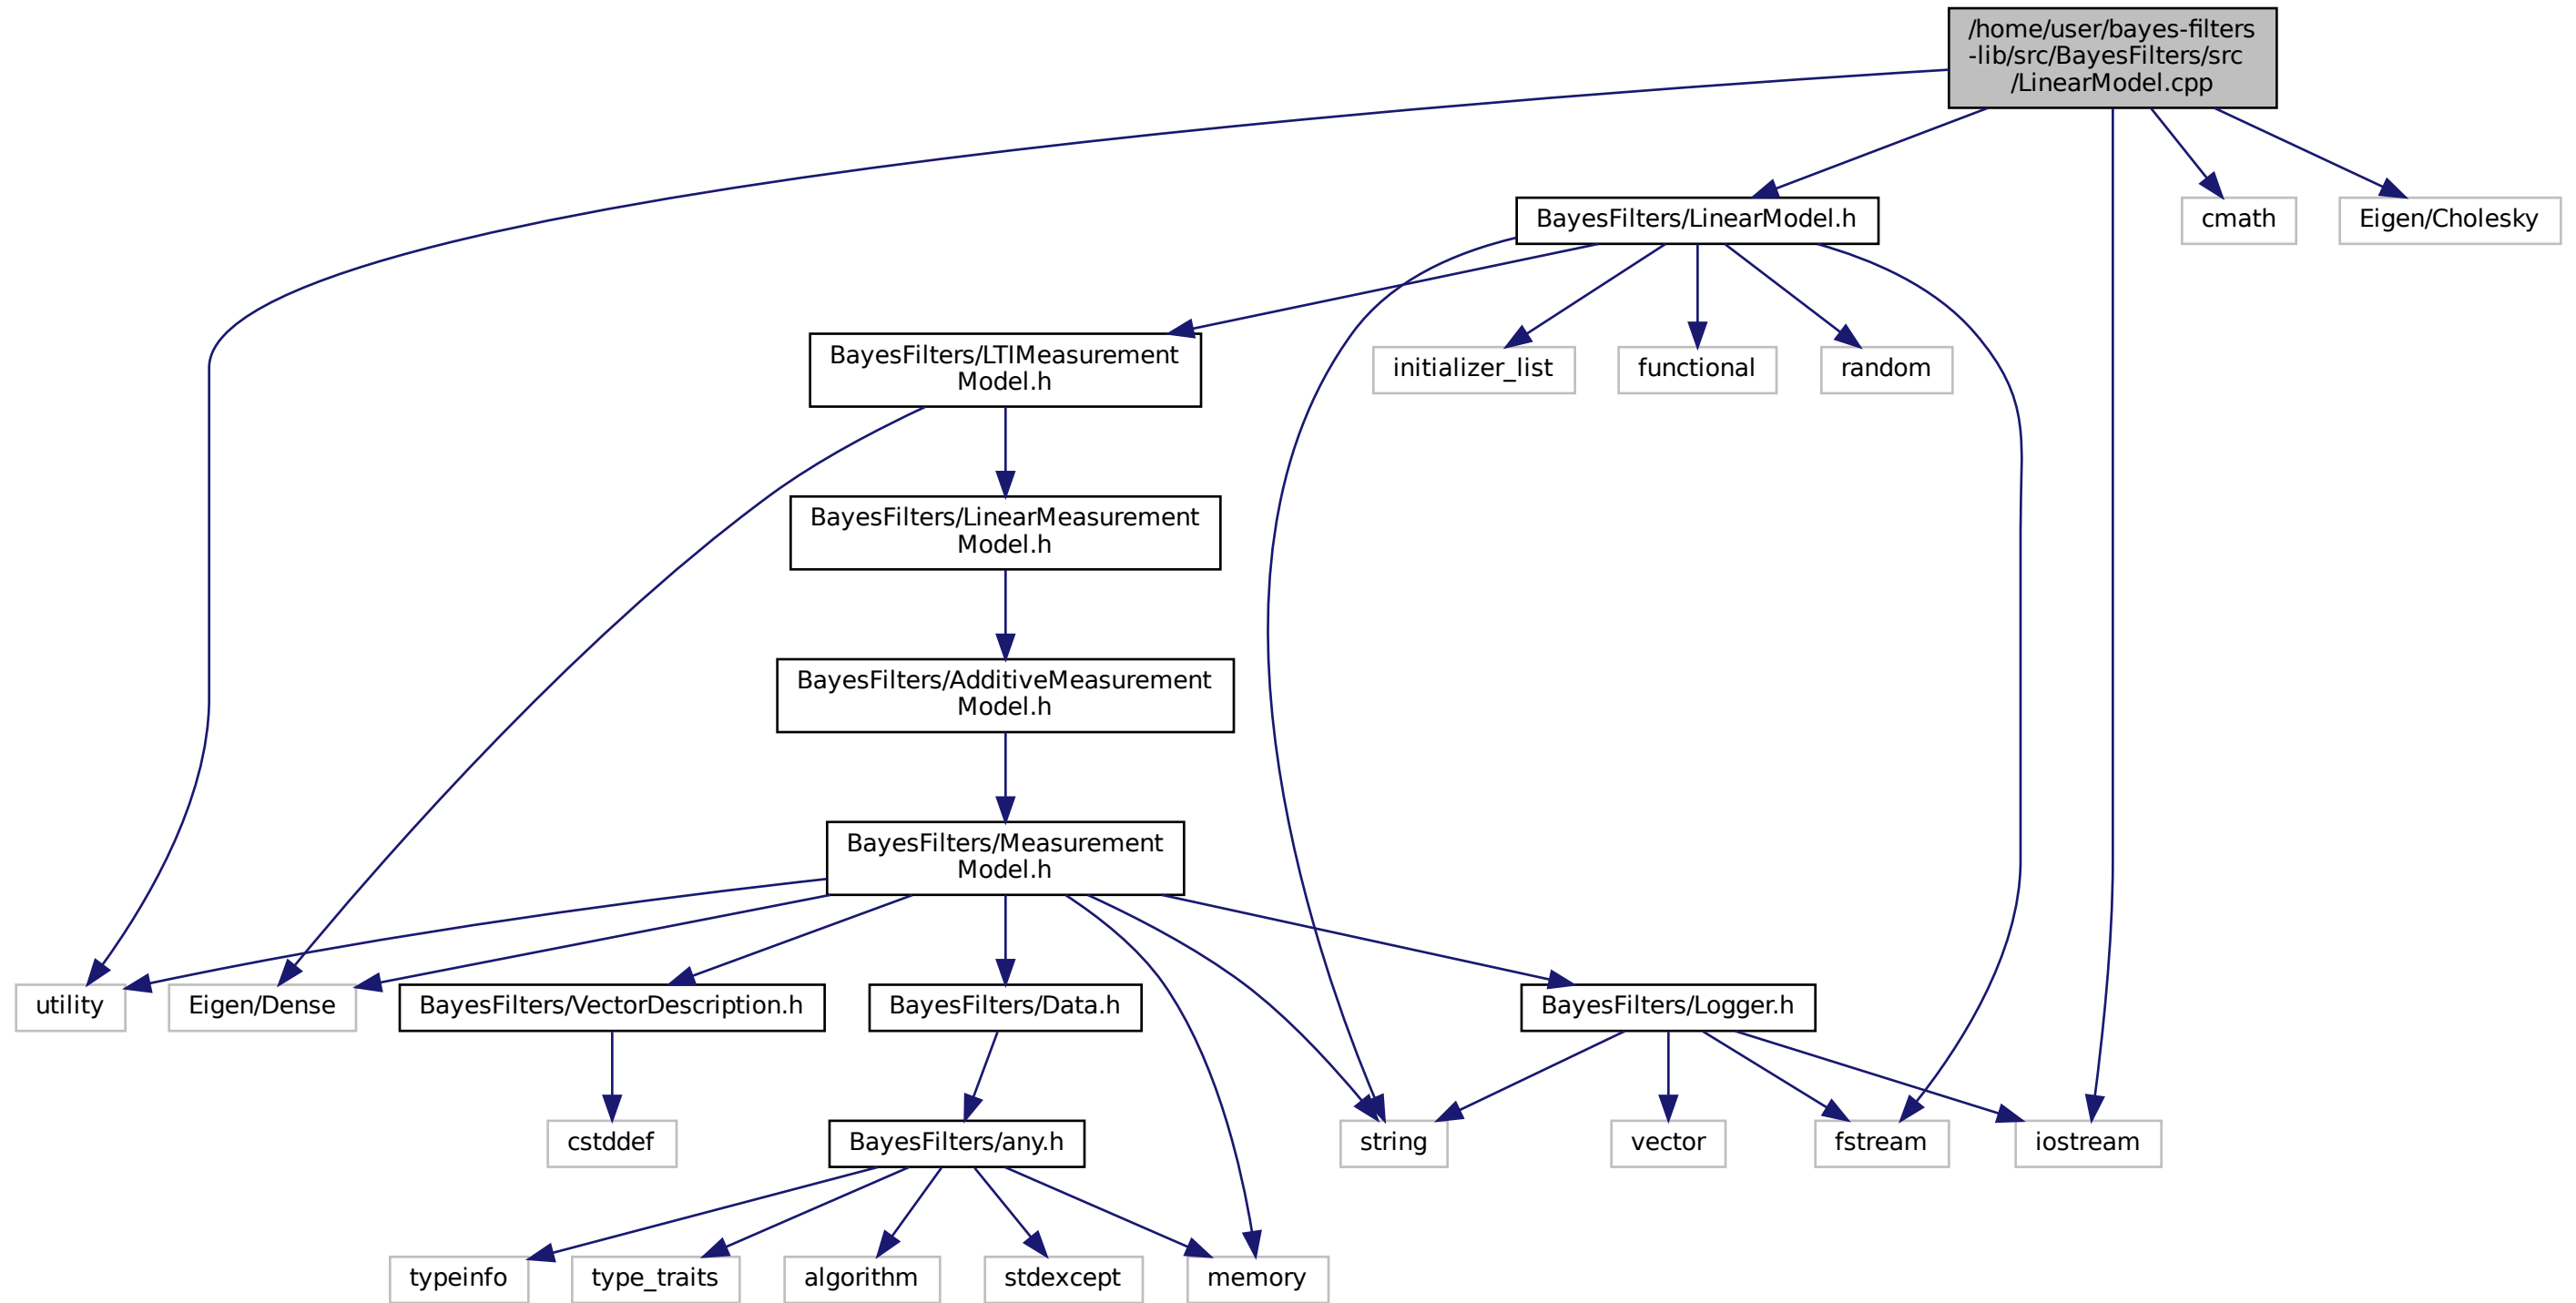 /home/user/bayes-filters
-lib/src/BayesFilters/src
/LinearModel.cpp
BayesFilters/LinearModel.h
cmath
Eigen/Cholesky
BayesFilters/LTIMeasurement
Model.h
initializer_list
functional
random
BayesFilters/LinearMeasurement
Model.h
BayesFilters/AdditiveMeasurement
Model.h
BayesFilters/Measurement
Model.h
utility
Eigen/Dense
BayesFilters/VectorDescription.h
BayesFilters/Data.h
BayesFilters/Logger.h
cstddef
BayesFilters/any.h
string
vector
fstream
iostream
typeinfo
type_traits
algorithm
stdexcept
memory